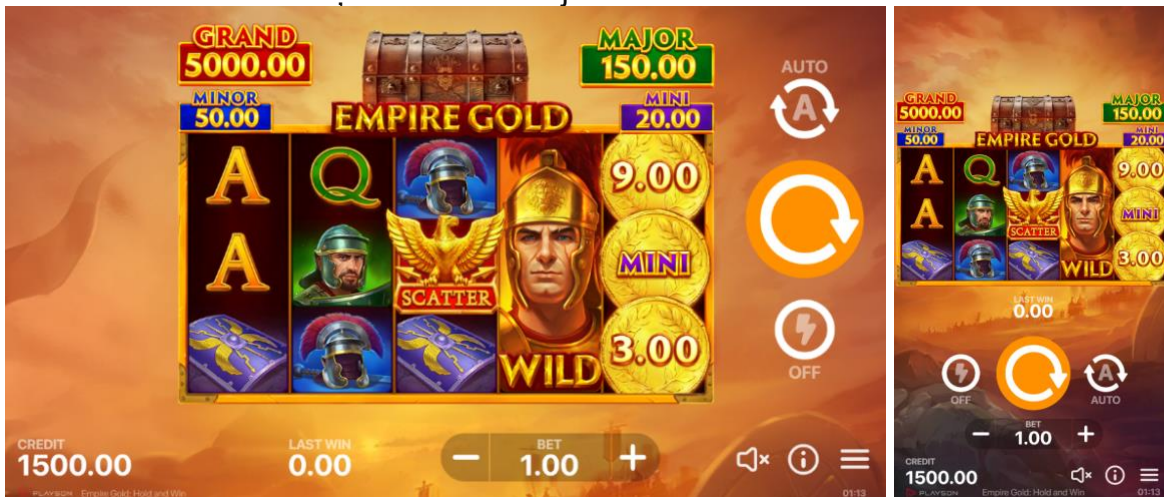 GRAND
5000.00
MAJOR
150.00
MINOR
50.00
MINI
20.00
EMPIRE GOLD
A
Q
9.00
A
SCATTER
MINI
WILD
3.00
AUTO
A
OFF
CREDIT
1500.00
LAST WIN
0.00
BET
1.00
PLAYSON Empire Gold: Hold and Win
01:13
GRAND
5000.00
MAJOR
150.00
MINOR
50.00
MINI
20.00
EMPIRE GOLD
A
Q
9.00
A
SCATTER
MINI
WILD
3.00
LAST WIN
0.00
OFF
A
AUTO
BET
1.00
CREDIT
1500.00
PLAYSON Empire Gold: Hold and Win
01:13